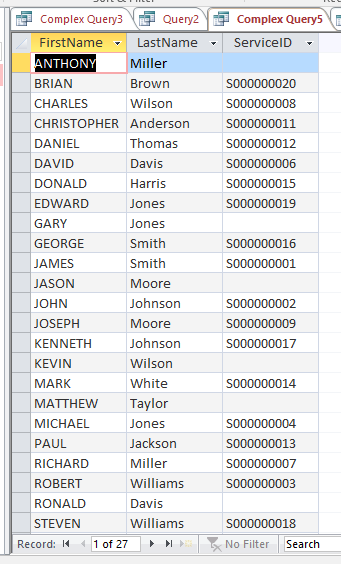 Complex Query3 Query2 Complex Query5
FirstName LastName ServiceID
ANTHONY Miller
BRIAN Brown S000000020
CHARLES Wilson S000000008
CHRISTOPHER Anderson S000000011
DANIEL Thomas S000000012
DAVID Davis S000000006
DONALD Harris S000000015
EDWARD Jones S000000019
GARY Jones
GEORGE Smith S000000016
JAMES Smith S000000001
JASON Moore
JOHN Johnson S000000002
JOSEPH Moore S000000009
KENNETH Johnson S000000017
KEVIN Wilson
MARK White S000000014
MATTHEW Taylor
MICHAEL Jones S000000004
PAUL Jackson S000000013
RICHARD Miller S000000007
ROBERT Williams S000000003
RONALD Davis
STEVEN Williams S000000018
Record: 1 of 27 No Filter Search